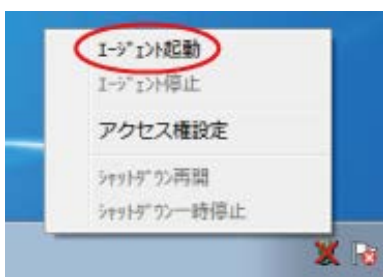 ｴｰｼﾞｪﾝﾄ起動
ｴｰｼﾞｪﾝﾄ停止
アクセス権設定
ｼｬｯﾄﾀﾞｳﾝ再開
ｼｬｯﾄﾀﾞｳﾝ一時停止